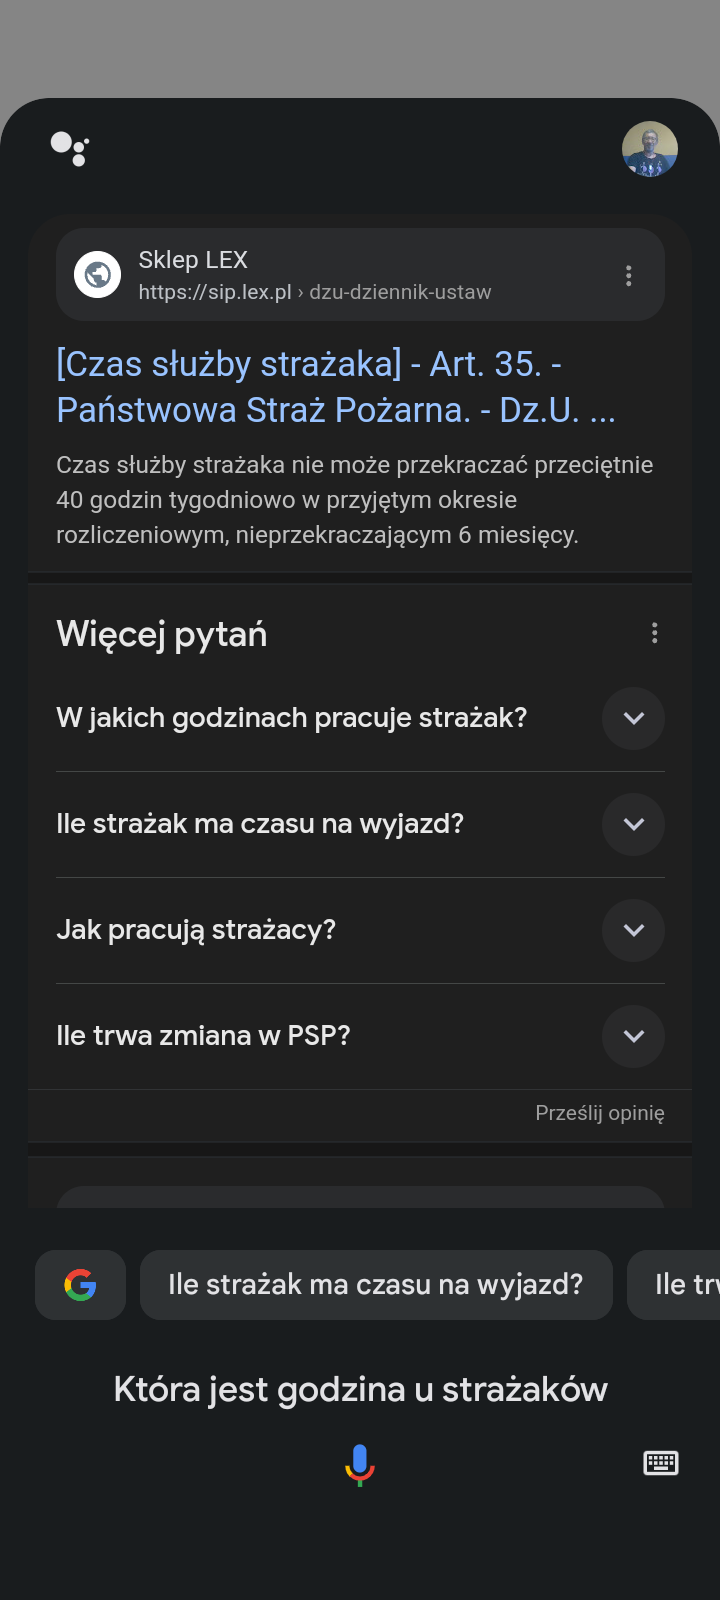 Sklep LEX
https://sip.lex.pl › dzu-dziennik-ustaw
[Czas służby strażaka] - Art. 35. -
Państwowa Straż Pożarna. - Dz.U. ...
Czas służby strażaka nie może przekraczać przeciętnie
40 godzin tygodniowo w przyjętym okresie
rozliczeniowym, nieprzekraczającym 6 miesięcy.
Więcej pytań
W jakich godzinach pracuje strażak?
Ile strażak ma czasu na wyjazd?
Jak pracują strażacy?
Ile trwa zmiana w PSP?
Prześlij opinię
Ile strażak ma czasu na wyjazd?
Ile
Która jest godzina u strażaków